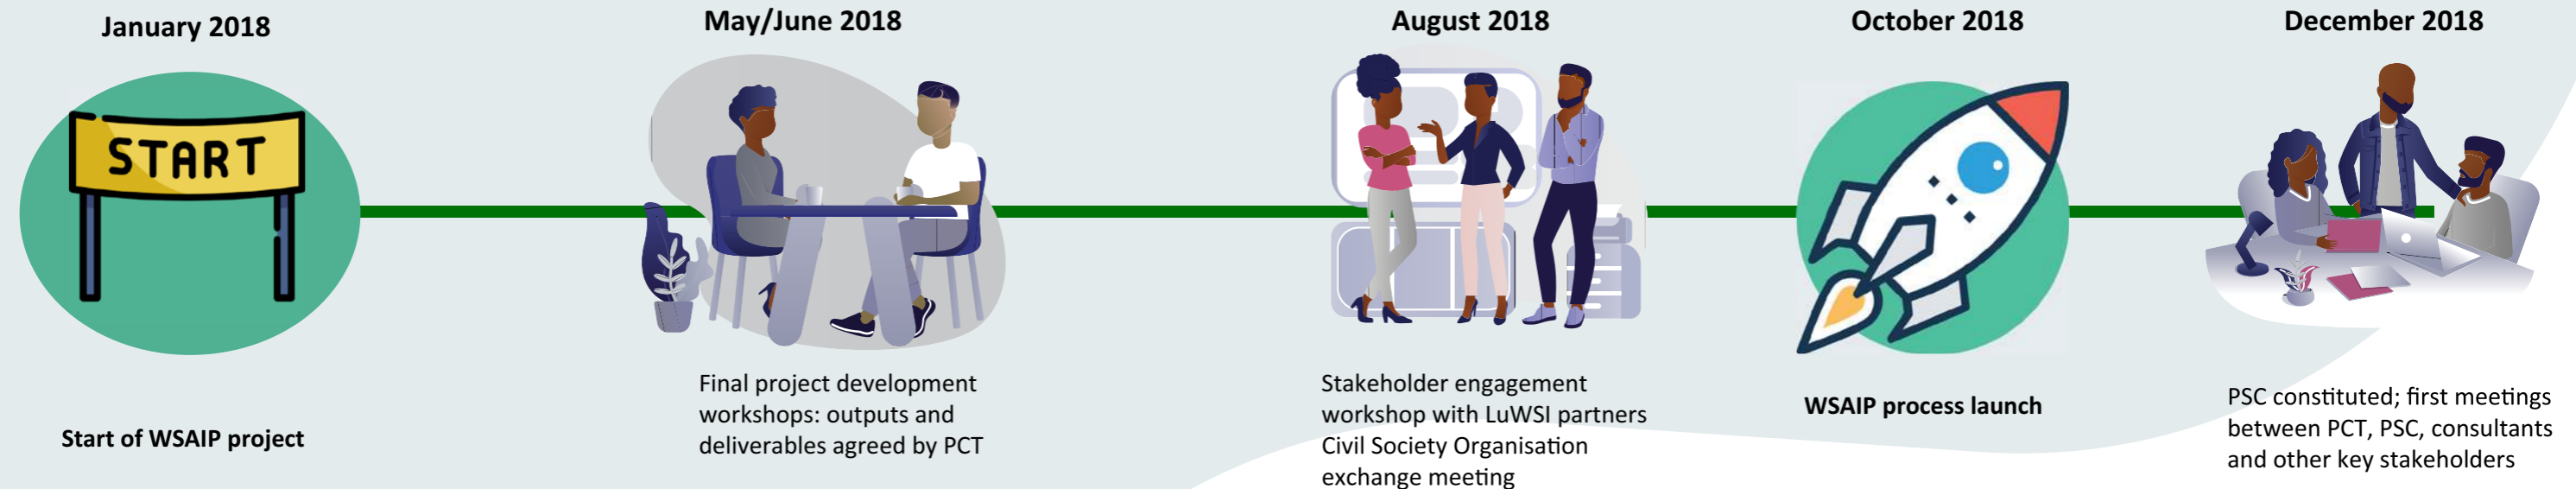 January 2018
START
Start of WSAIP project
May/June 2018
Final project development
workshops: outputs and
deliverables agreed by PCT
August 2018
Stakeholder engagement
workshop with LuWSI partners
Civil Society Organisation
exchange meeting
October 2018
WSAIP process launch
December 2018
PSC constituted; first meetings
between PCT, PSC, consultants
and other key stakeholders